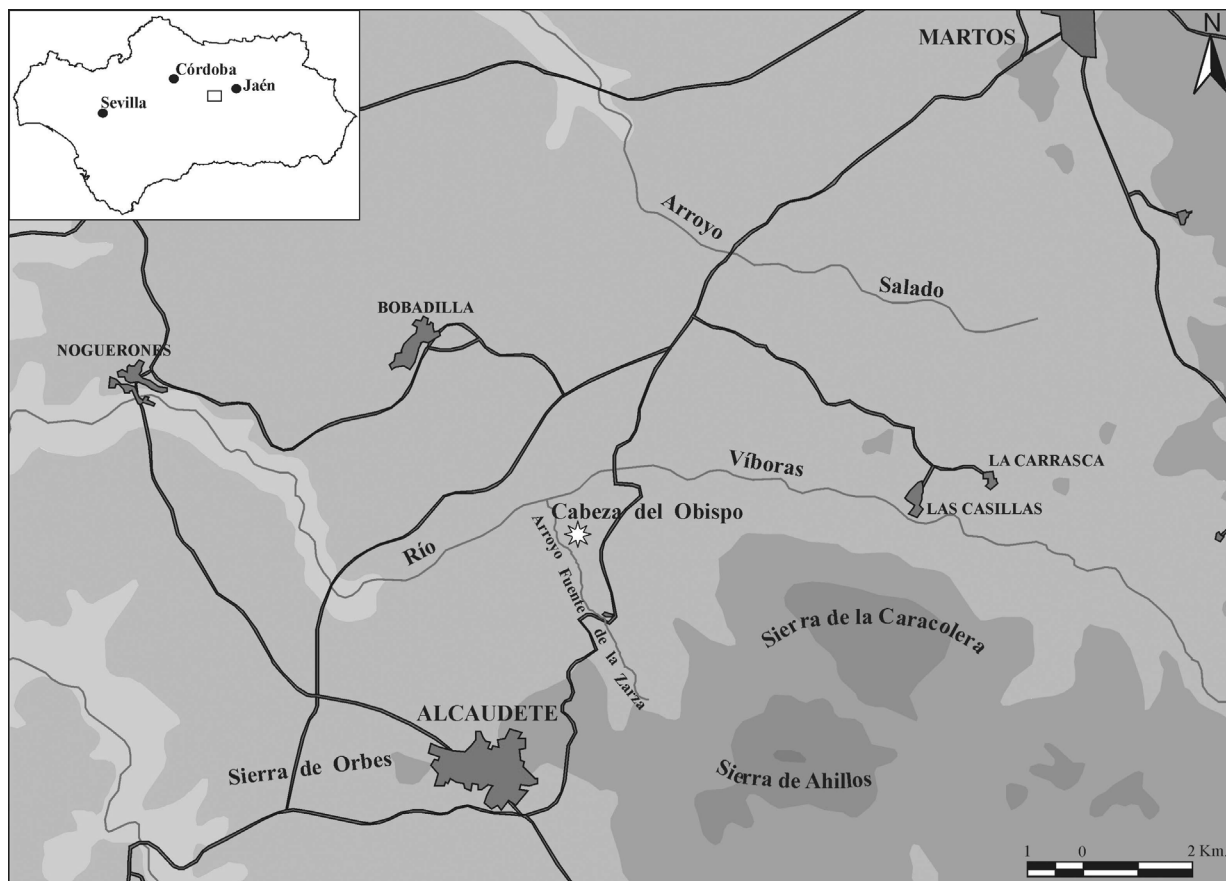 Córdoba
Jaén
Sevilla
MARTOS
N
Arroyo Salado
BOBADILLA
NOGUERONES
Víboras
LA CARRASCA
LAS CASILLAS
Cabeza del Obispo
Río
Arroyo Fuente de la Zarza
Sierra de la Caracolera
ALCAUDETE
Sierra de Orbes
Sierra de Ahillos
1 0 2 Km.